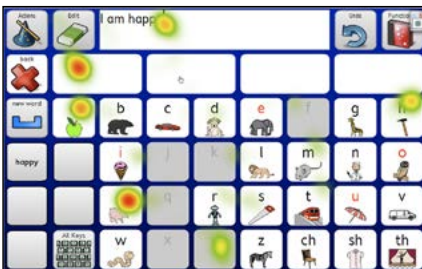 Actions Edit I am happ Undo
back
new word b c d e f g h
happy i j k l m n o
q r s t u v
All Keys w x z ch sh th